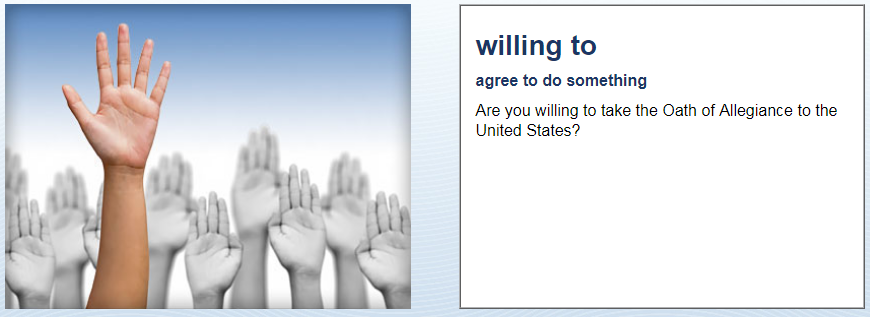 willing to
agree to do something
Are you willing to take the Oath of Allegiance to the
United States?